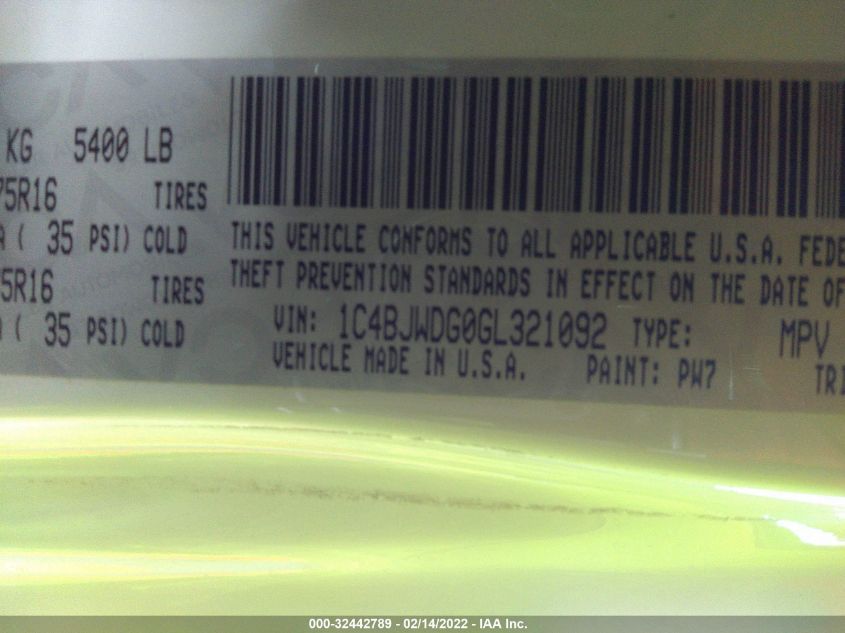 KG 5400 LB
75R16 TIRES
( 35 PSI) COLD
5R16 TIRES
( 35 PSI) COLD
THIS VEHICLE CONFORMS TO ALL APPLICABLE U.S.A. FEDE
THEFT PREVENTION STANDARDS IN EFFECT ON THE DATE OF
VIN: 1C4BJWDG0GL321092 TYPE: MPV
VEHICLE MADE IN U.S.A. PAINT: PW7 TRI
000-32442789 - 02/14/2022 - IAA Inc.